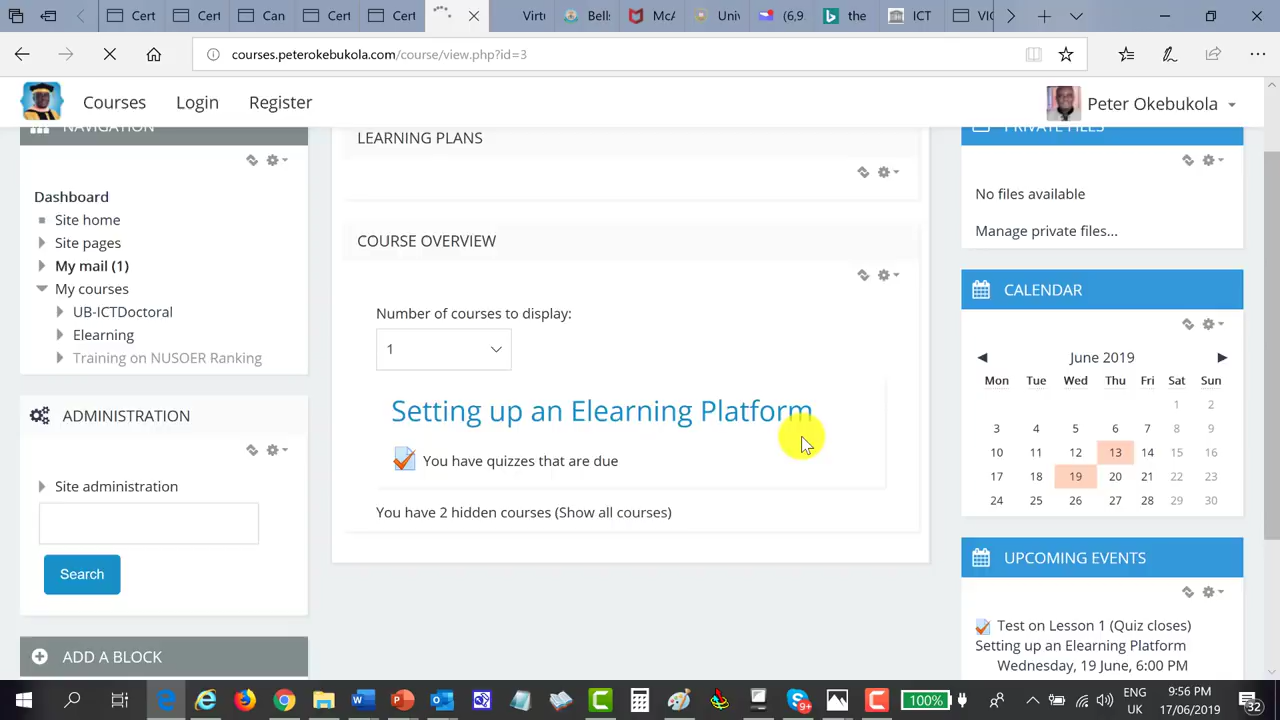 Cert
Cert
Cert
Cert
Virtu
Bells
McA
Univ
(6,9
the
ICT
VIC
courses.peterokebukola.com/course/view.php?id=3
Courses
Login
Register
Peter Okebukola
NAVIGATION
Dashboard
Site home
Site pages
My mail (1)
My courses
UB-ICTDoctoral
Elearning
Training on NUSOER Ranking
ADMINISTRATION
Site administration
Search
ADD A BLOCK
LEARNING PLANS
COURSE OVERVIEW
Number of courses to display:
1
Setting up an Elearning Platform
You have quizzes that are due
You have 2 hidden courses (Show all courses)
PRIVATE FILES
No files available
Manage private files...
CALENDAR
June 2019
Mon Tue Wed Thu Fri Sat Sun
1 2
3 4 5 6 7 8 9
10 11 12 13 14 15 16
17 18 19 20 21 22 23
24 25 26 27 28 29 30
UPCOMING EVENTS
Test on Lesson 1 (Quiz closes)
Setting up an Elearning Platform
Wednesday, 19 June, 6:00 PM
9+
100%
ENG
UK
9:56 PM
17/06/2019
32